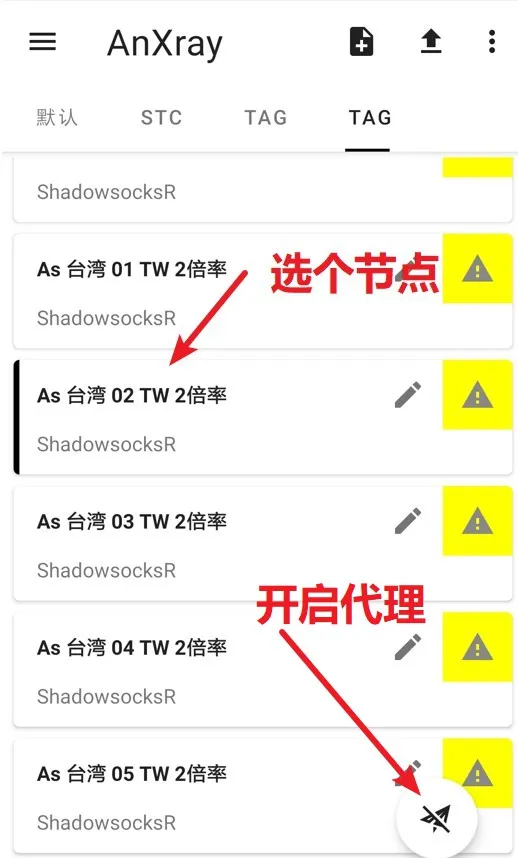 AnXray
默认 STC TAG TAG
ShadowsocksR
As 台湾 01 TW 2倍率
选个节点
ShadowsocksR
As 台湾 02 TW 2倍率
ShadowsocksR
As 台湾 03 TW 2倍率
ShadowsocksR
开启代理
As 台湾 04 TW 2倍率
ShadowsocksR
As 台湾 05 TW 2倍率
ShadowsocksR